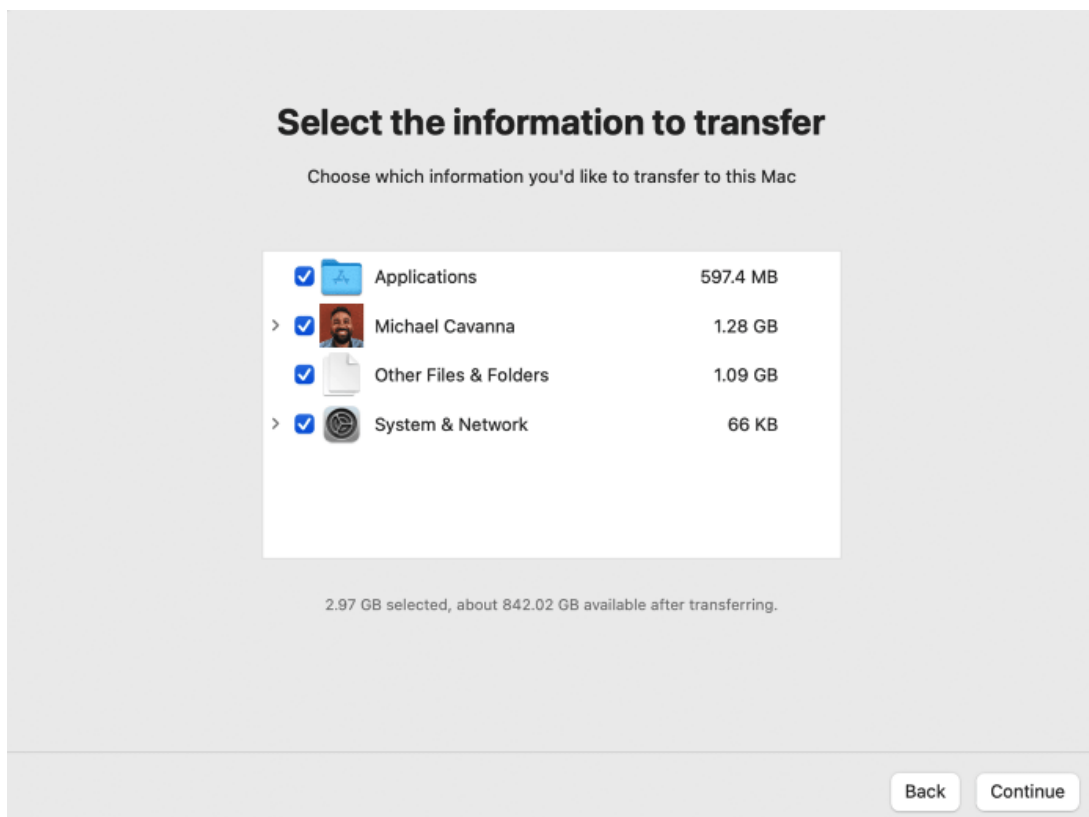 Select the information to transfer
Choose which information you'd like to transfer to this Mac
Applications 597.4 MB
Michael Cavanna 1.28 GB
Other Files & Folders 1.09 GB
System & Network 66 KB
2.97 GB selected, about 842.02 GB available after transferring.
Back Continue